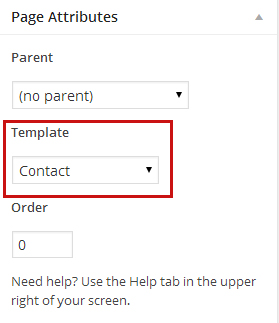 Page Attributes
Parent
(no parent)
Template
Contact
Order
0
Need help? Use the Help tab in the upper
right of your screen.